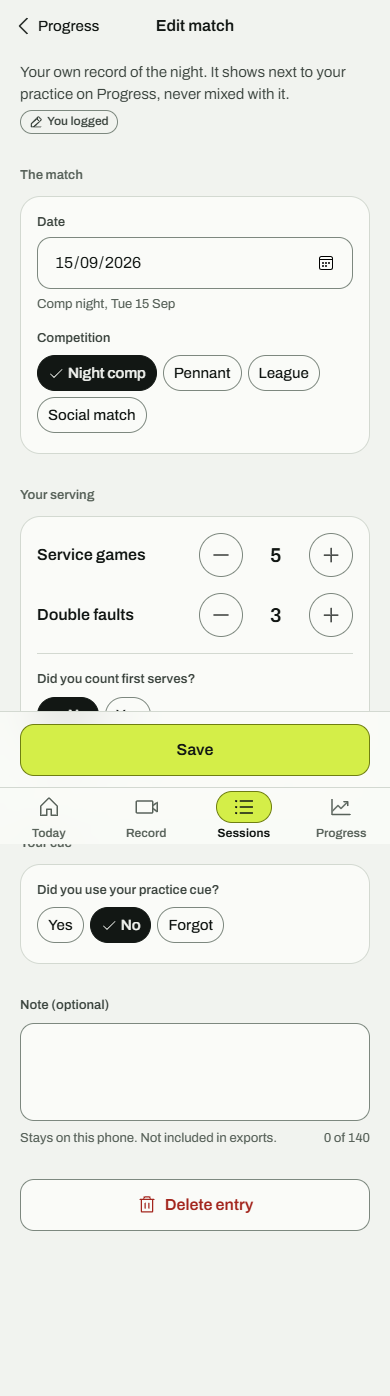 Progress
Edit match
Your own record of the night. It shows next to your
practice on Progress, never mixed with it.
You logged
The match
Date
15/09/2026
Comp night, Tue 15 Sep
Competition
Night comp
Pennant
League
Social match
Your serving
Service games
5
Double faults
3
Did you count first serves?
Save
Today
Record
Sessions
Progress
Your cue
Did you use your practice cue?
Yes
No
Forgot
Note (optional)
Stays on this phone. Not included in exports.
0 of 140
Delete entry